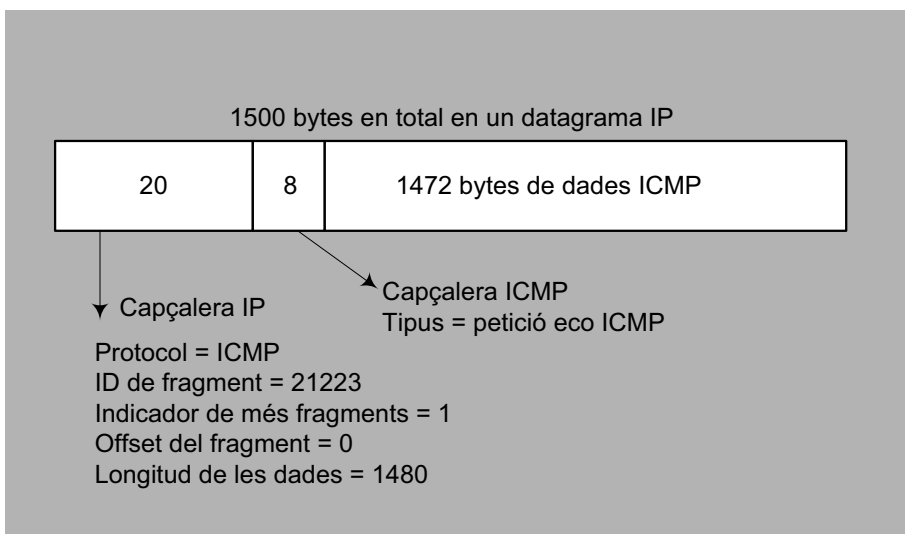 1500 bytes en total en un datagrama IP
20
8
1472 bytes de dades ICMP
Capçalera IP
Protocol = ICMP
ID de fragment = 21223
Indicador de més fragments = 1
Offset del fragment = 0
Longitud de les dades = 1480
Capçalera ICMP
Tipus = petició eco ICMP